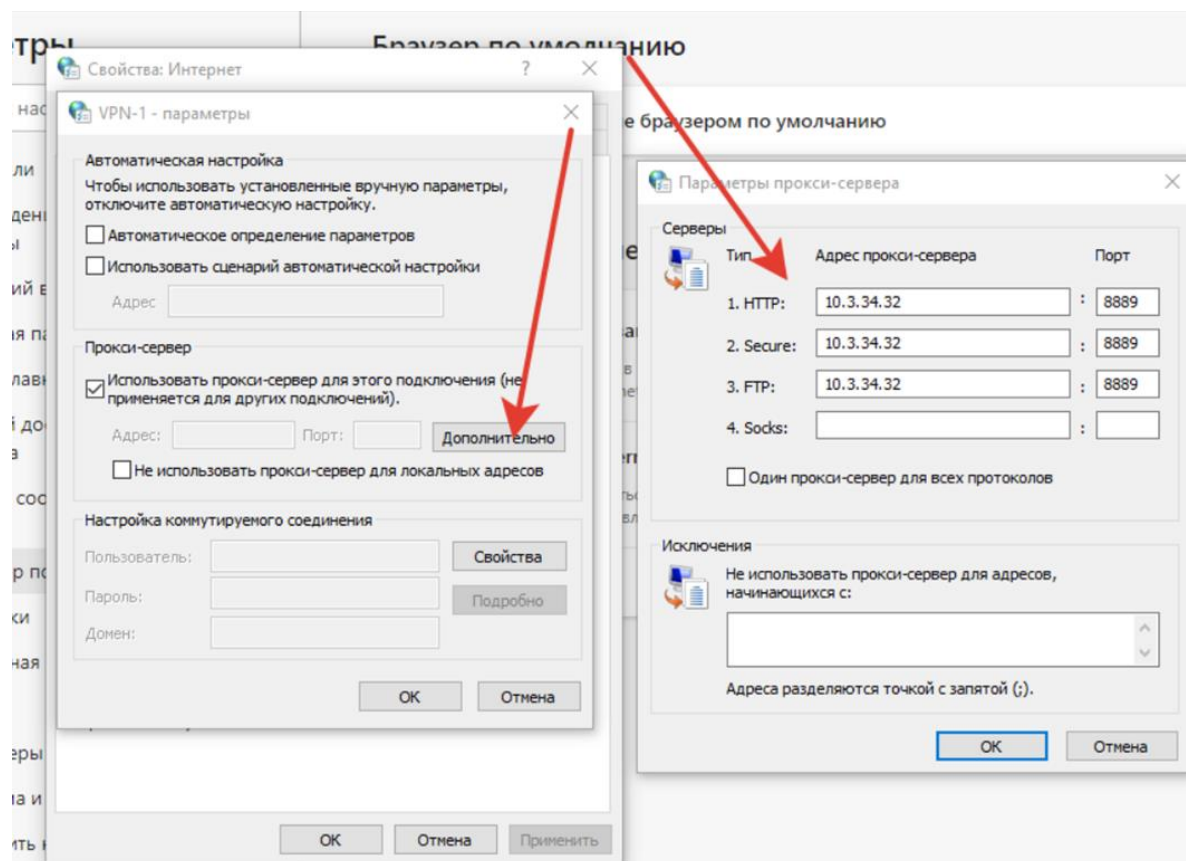 Браузер по умолчанию
Свойства: Интернет
?
VPN-1 - параметры
Автоматическая настройка
Чтобы использовать установленные вручную параметры,
отключите автоматическую настройку.
Автоматическое определение параметров
Использовать сценарий автоматической настройки
Адрес
Прокси-сервер
Использовать прокси-сервер для этого подключения (не
применяется для других подключений).
Адрес:
Порт:
Дополнительно
Не использовать прокси-сервер для локальных адресов
Настройка коммутируемого соединения
Пользователь:
Свойства
Пароль:
Подробно
Домен:
ОК
Отмена
ОК
Отмена
Применить
е браузером по умолчанию
Параметры прокси-сервера
Серверы
Тип
Адрес прокси-сервера
Порт
1. HTTP: 10.3.34.32 : 8889
2. Secure: 10.3.34.32 : 8889
3. FTP: 10.3.34.32 : 8889
4. Socks: :
Один прокси-сервер для всех протоколов
Исключения
Не использовать прокси-сервер для адресов,
начинающихся с:
Адреса разделяются точкой с запятой (;).
ОК
Отмена